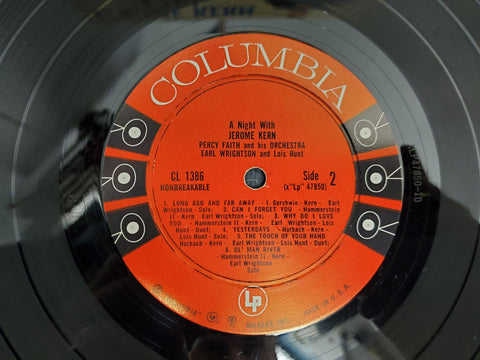 COLUMBIA
A Night With
JEROME KERN
PERCY FAITH and his ORCHESTRA
EARL WRIGHTSON and Lois Hunt
CL 1386
NONBREAKABLE
Side 2
(x"Lp" 47850)
1. LONG AGO AND FAR AWAY - I. Gershwin - Kern - Earl
Wrightson - Solo; 2. CAN I FORGET YOU - Hammerstein
II - Kern - Earl Wrightson - Solo; 3. WHY DO I LOVE
YOU - Hammerstein II - Kern - Earl Wrightson - Lois
Hunt - Duet; 4. YESTERDAYS - Harbach - Kern - Earl
Wrightson - Solo; 5. THE TOUCH OF YOUR HAND
Harbach - Kern - Earl Wrightson - Lois Hunt - Duet;
6. OL' MAN RIVER
- Hammerstein II - Kern -
Earl Wrightson -
Solo
Lp
MADE IN U.S.A.